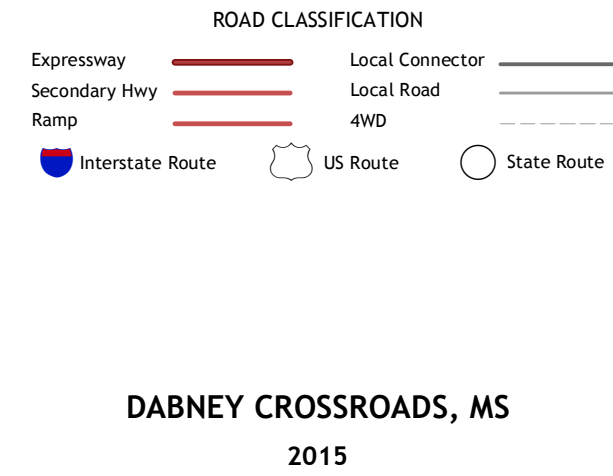 ROAD CLASSIFICATION
Expressway Local Connector
Secondary Hwy Local Road
Ramp 4WD
Interstate Route US Route State Route
DABNEY CROSSROADS, MS
2015